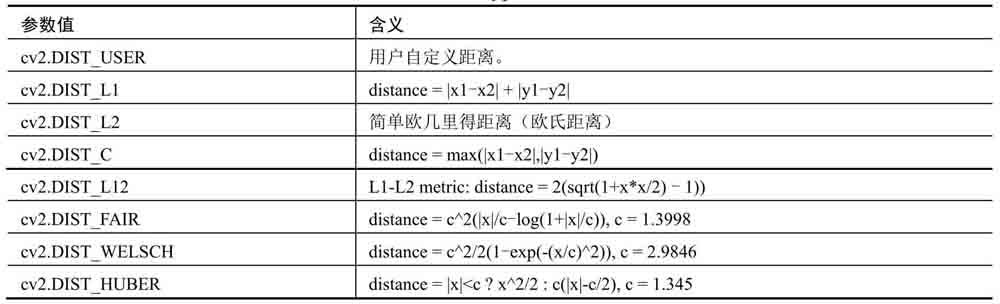 参数值 含义
cv2.DIST_USER 用户自定义距离。
cv2.DIST_L1 distance = |x1-x2| + |y1-y2|
cv2.DIST_L2 简单欧几里得距离（欧氏距离）
cv2.DIST_C distance = max(|x1-x2|,|y1-y2|)
cv2.DIST_L12 L1-L2 metric: distance = 2(sqrt(1+x*x/2) - 1))
cv2.DIST_FAIR distance = c^2(|x|/c-log(1+|x|/c)), c = 1.3998
cv2.DIST_WELSCH distance = c^2/2(1-exp(-(x/c)^2)), c = 2.9846
cv2.DIST_HUBER distance = |x|<c ? x^2/2 : c(|x|-c/2), c = 1.345